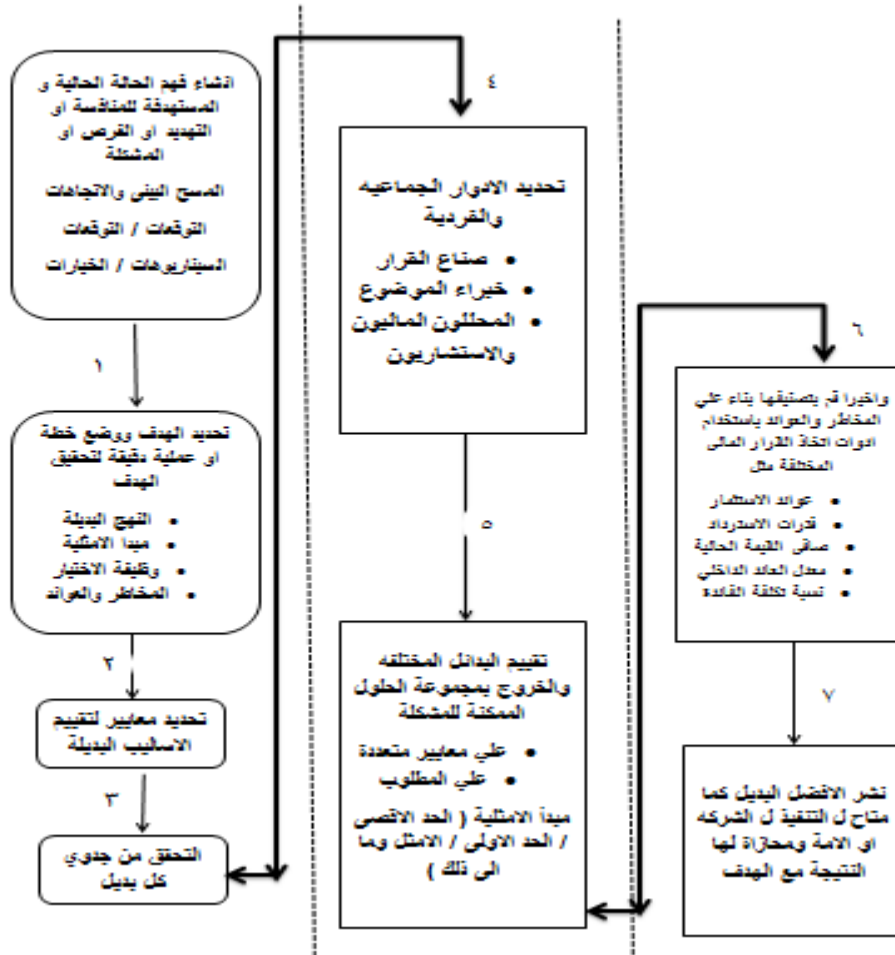 انشاء فهم الحالة الحالية و
المستهدفة للمنافسة او
التهديد او الفرص او
المشكلة
المسح البيئي والاتجاهات
التوقعات / التوقعات
السيناريوهات / الخيارات
١
تحديد الهدف ووضع خطة
او عملية دقيقة لتحقيق
الهدف
• النهج البديلة
• مبدا الامثلية
• وظيفة الاختيار
• المخاطر والعوائد
٢
تحديد معايير لتقييم
الاساليب البديلة
٣
التحقق من جدوي
كل بديل
٤
تحديد الادوار الجماعيه
والفردية
• صناع القرار
• خبراء الموضوع
• المحللون الماليون
والاستشاريون
٥
تقييم البدائل المختلفه
والخروج بمجموعة الحلول
الممكنة للمشكلة
• علي معايير متعددة
• علي المطلوب
مبدأ الامثلية ( الحد الاقصى
/ الحد الاولى / الامثل وما
الى ذلك )
٦
واخيرا قم بتصنيفها بناء علي
المخاطر والعوائد باستخدام
ادوات اتخاذ القرار المالى
المختلفة مثل
• عوائد الاستثمار
• قدرات الاسترداد
• صافى القيمة الحالية
• معدل العائد الداخلي
• نسبة تكلفة الفائدة
٧
نشر الافضل البديل كما
متاح ل التنفيذ ل الشركه
او الامة ومحازاة لها
النتيجة مع الهدف